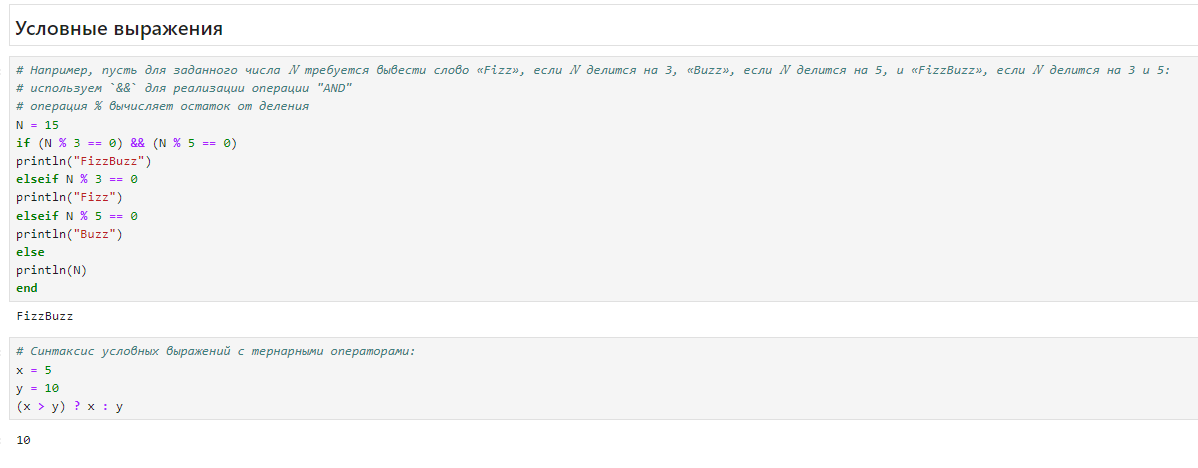 Условные выражения
# Например, пусть для заданного числа N требуется вывести слово «Fizz», если N делится на 3, «Buzz», если N делится на 5, и «FizzBuzz», если N делится на 3 и 5:
# используем `&&` для реализации операции "AND"
# операция % вычисляет остаток от деления
N = 15
if (N % 3 == 0) && (N % 5 == 0)
println("FizzBuzz")
elseif N % 3 == 0
println("Fizz")
elseif N % 5 == 0
println("Buzz")
else
println(N)
end
FizzBuzz
# Синтаксис условных выражений с тернарными операторами:
x = 5
y = 10
(x > y) ? x : y
10